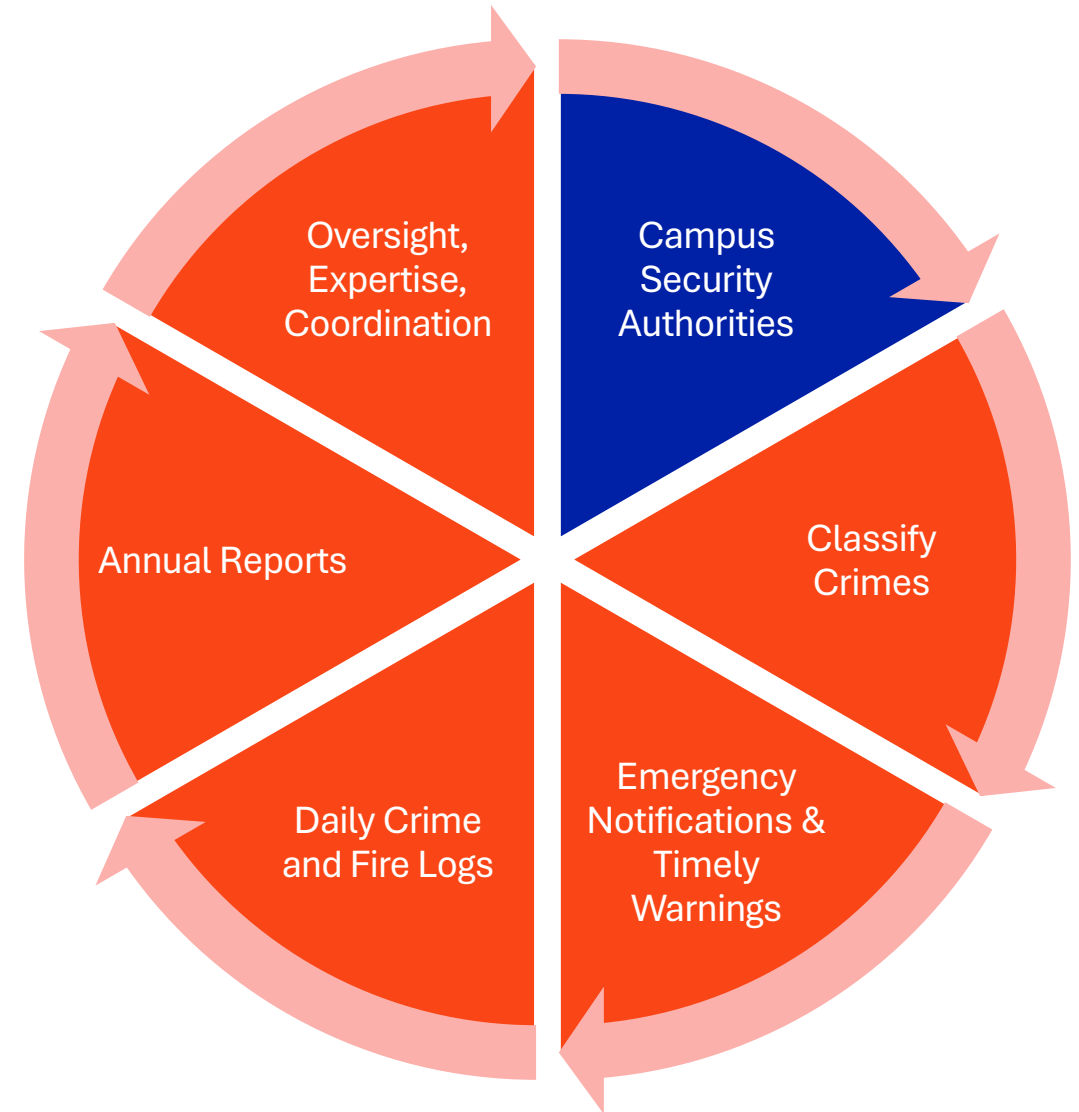 Oversight,
Expertise,
Coordination
Campus
Security
Authorities
Classify
Crimes
Emergency
Notifications &
Timely
Warnings
Daily Crime
and Fire Logs
Annual Reports